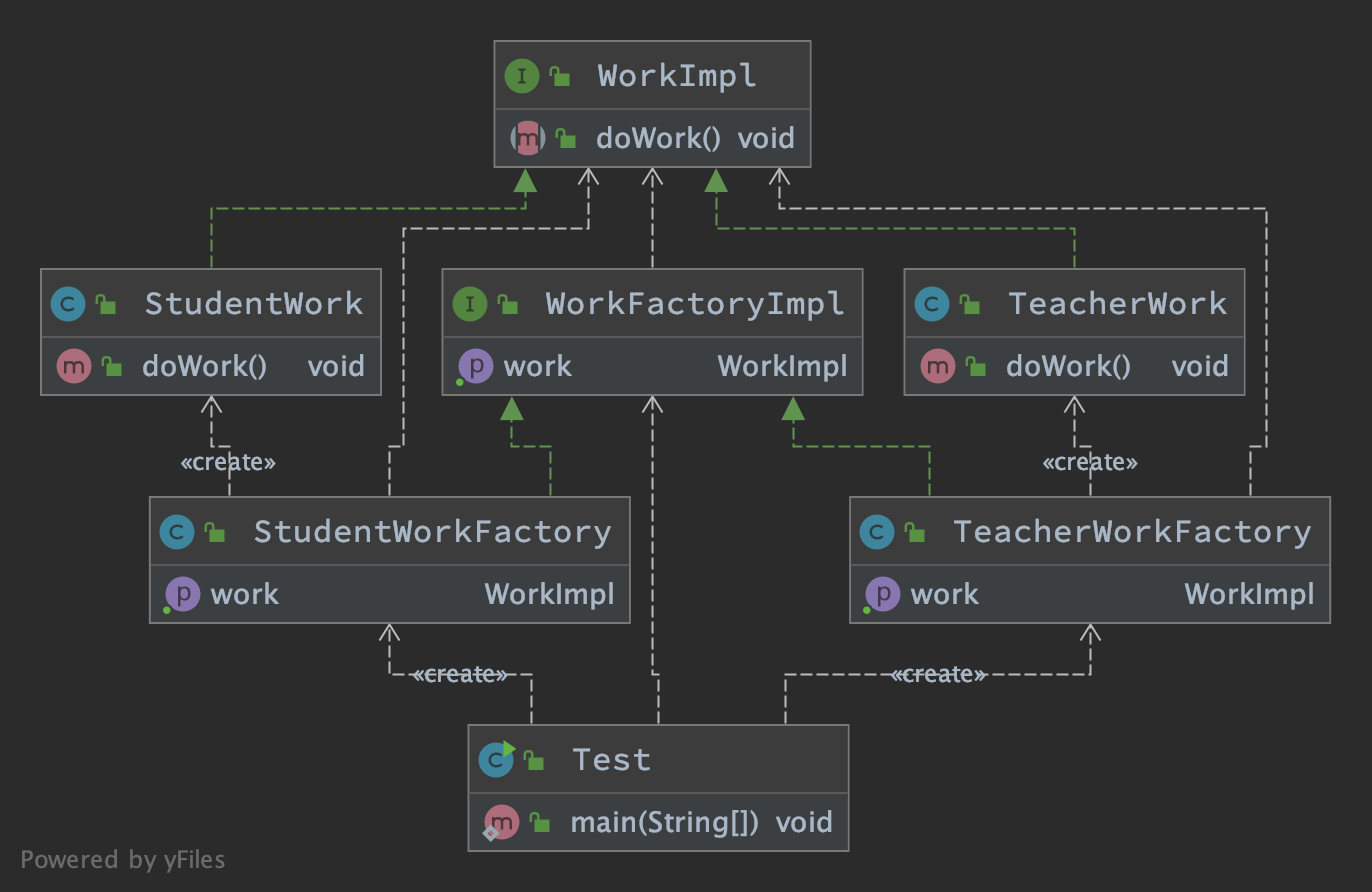 WorkImpl
doWork() void
StudentWork
doWork() void
WorkFactoryImpl
work WorkImpl
TeacherWork
doWork() void
«create»
«create»
StudentWorkFactory
work WorkImpl
TeacherWorkFactory
work WorkImpl
«create»
«create»
Test
main(String[]) void
Powered by yFiles